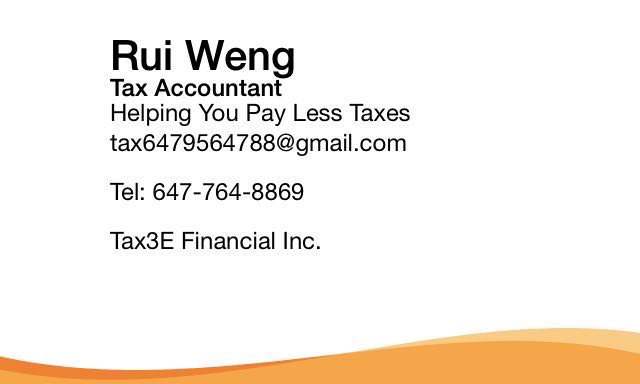 Rui Weng
Tax Accountant
Helping You Pay Less Taxes
tax6479564788@gmail.com
Tel: 647-764-8869
Tax3E Financial Inc.